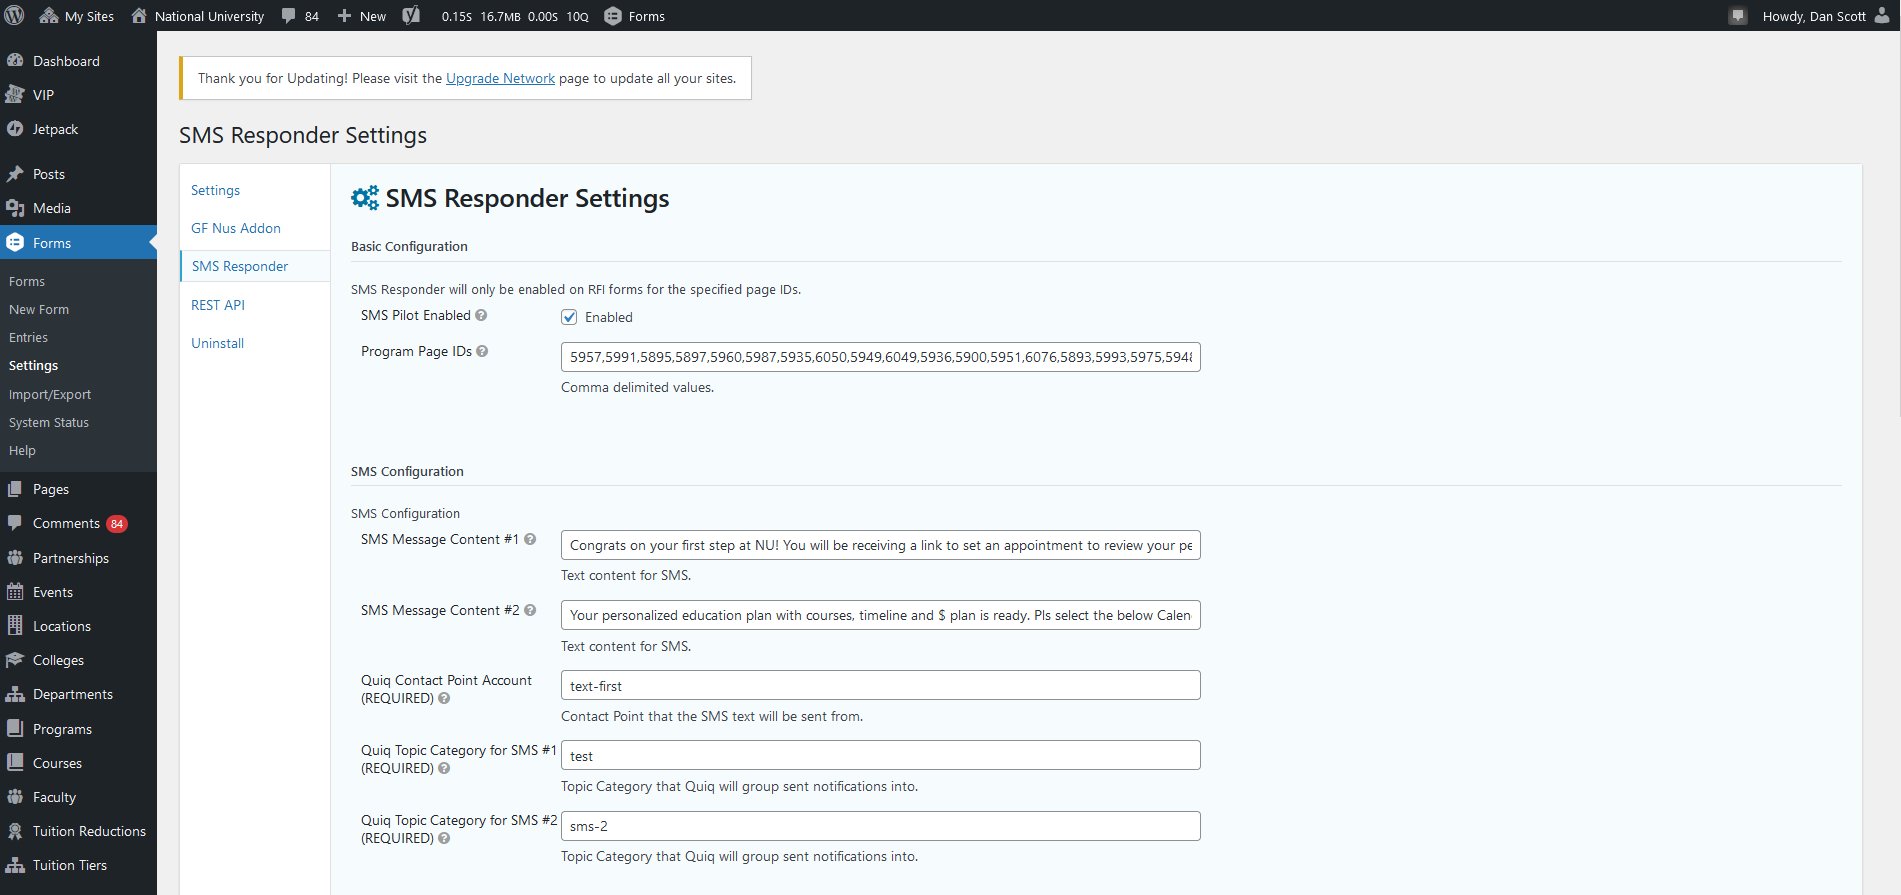 My Sites National University 84 New 0.15S 16.7MB 0.00S 10Q Forms Howdy, Dan Scott
Dashboard
VIP
Jetpack
Posts
Media
Forms
Forms
New Form
Entries
Settings
Import/Export
System Status
Help
Pages
Comments 84
Partnerships
Events
Locations
Colleges
Departments
Programs
Courses
Faculty
Tuition Reductions
Tuition Tiers
Thank you for Updating! Please visit the Upgrade Network page to update all your sites.
SMS Responder Settings
Settings
GF Nus Addon
SMS Responder
REST API
Uninstall
SMS Responder Settings
Basic Configuration
SMS Responder will only be enabled on RFI forms for the specified page IDs.
SMS Pilot Enabled Enabled
Program Page IDs 5957,5991,5895,5897,5960,5987,5935,6050,5949,6049,5936,5900,5951,6076,5893,5993,5975,5948
Comma delimited values.
SMS Configuration
SMS Configuration
SMS Message Content #1 Congrats on your first step at NU! You will be receiving a link to set an appointment to review your pe
Text content for SMS.
SMS Message Content #2 Your personalized education plan with courses, timeline and $ plan is ready. Pls select the below Calen
Text content for SMS.
Quiq Contact Point Account
(REQUIRED) text-first
Contact Point that the SMS text will be sent from.
Quiq Topic Category for SMS #1
(REQUIRED) test
Topic Category that Quiq will group sent notifications into.
Quiq Topic Category for SMS #2
(REQUIRED) sms-2
Topic Category that Quiq will group sent notifications into.